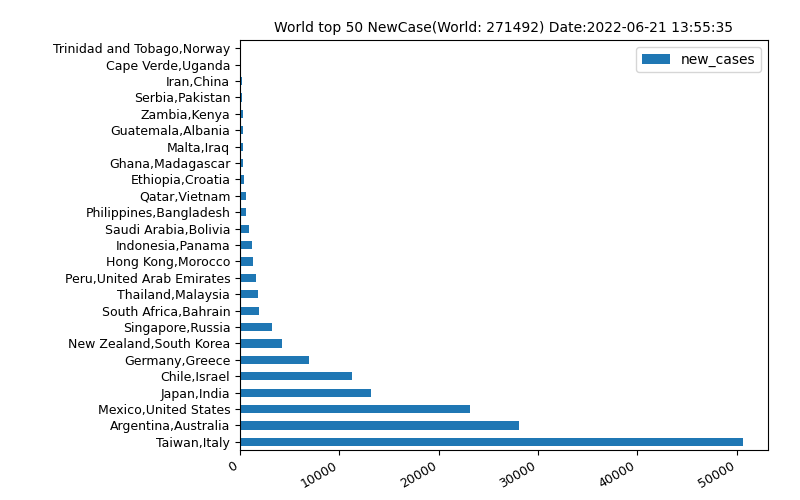 World top 50 NewCase(World: 271492) Date:2022-06-21 13:55:35
new_cases
Trinidad and Tobago,Norway
Cape Verde,Uganda
Iran,China
Serbia,Pakistan
Zambia,Kenya
Guatemala,Albania
Malta,Iraq
Ghana,Madagascar
Ethiopia,Croatia
Qatar,Vietnam
Philippines,Bangladesh
Saudi Arabia,Bolivia
Indonesia,Panama
Hong Kong,Morocco
Peru,United Arab Emirates
Thailand,Malaysia
South Africa,Bahrain
Singapore,Russia
New Zealand,South Korea
Germany,Greece
Chile,Israel
Japan,India
Mexico,United States
Argentina,Australia
Taiwan,Italy
0 10000 20000 30000 40000 50000